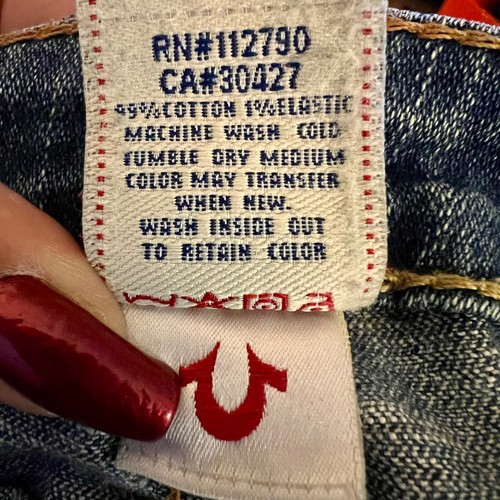 RN#112790
CA#30427
99%COTTON 1%ELASTIC
MACHINE WASH COLD
TUMBLE DRY MEDIUM
COLOR MAY TRANSFER
WHEN NEW.
WASH INSIDE OUT
TO RETAIN COLOR